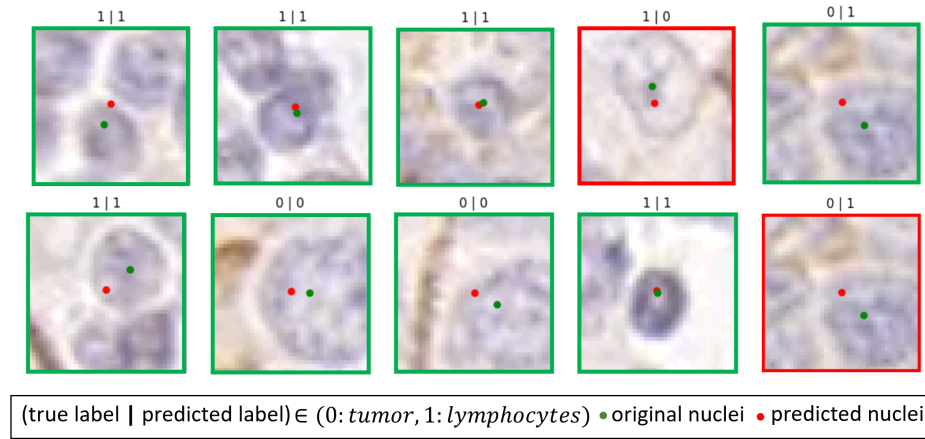 1 | 1 1 | 1 1 | 1 1 | 0 0 | 1
1 | 1 0 | 0 0 | 0 1 | 1 0 | 1
(true label | predicted label) ∈ (0: tumor, 1: lymphocytes) ● original nuclei ● predicted nuclei